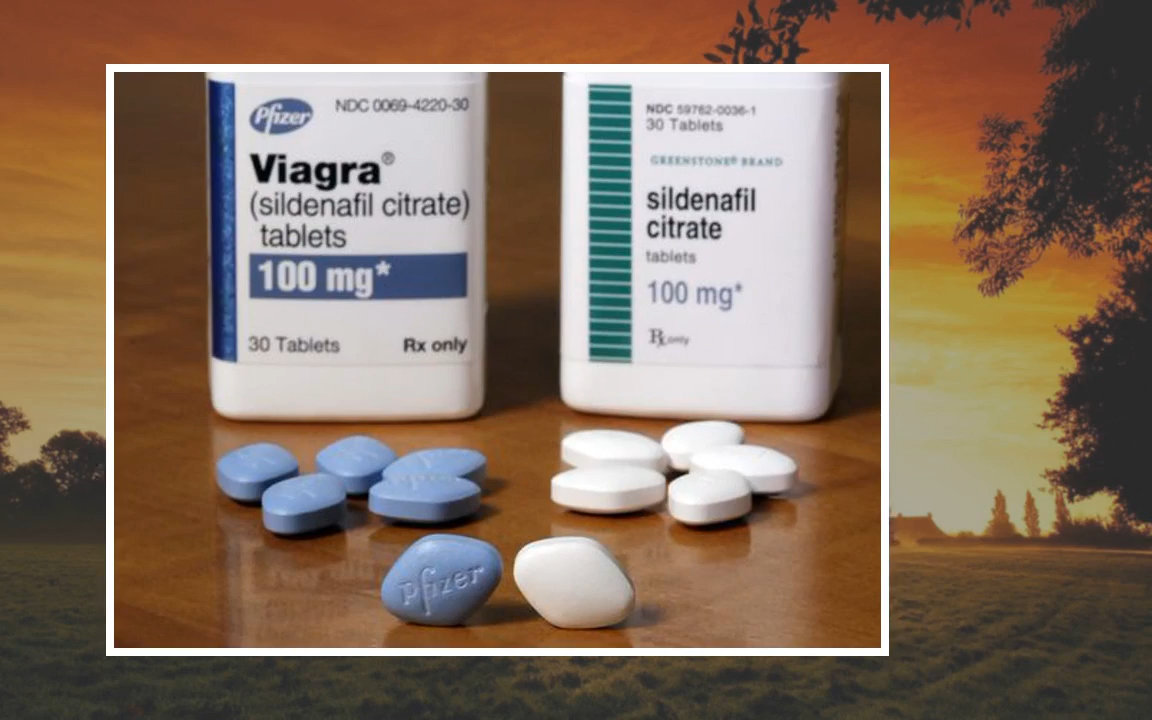 Pfizer
NDC 0069-4220-30
Viagra®
(sildenafil citrate)
tablets
100 mg*
30 Tablets
Rx only
NDC 59762-0036-1
30 Tablets
GREENSTONE® BRAND
sildenafil
citrate
tablets
100 mg*
Rx only
Pfizer